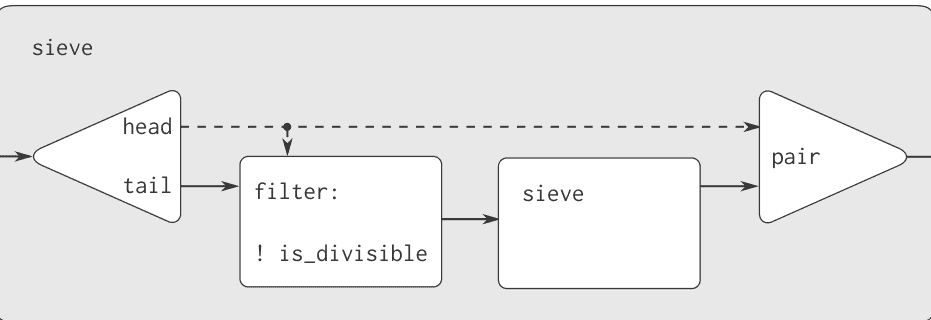 sieve
head
tail
filter:
! is_divisible
sieve
pair